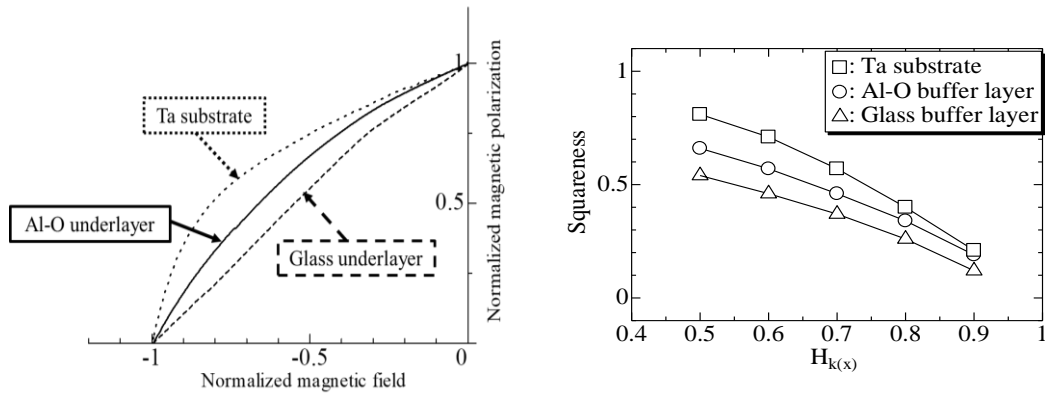 1
Normalized magnetic polarization
Ta substrate
0.5
Al-O underlayer
Glass underlayer
-1
-0.5
0
Normalized magnetic field
1
□: Ta substrate
○: Al-O buffer layer
△: Glass buffer layer
Squareness
0.5
0
0.4 0.5 0.6 0.7 0.8 0.9 1
Hk(x)